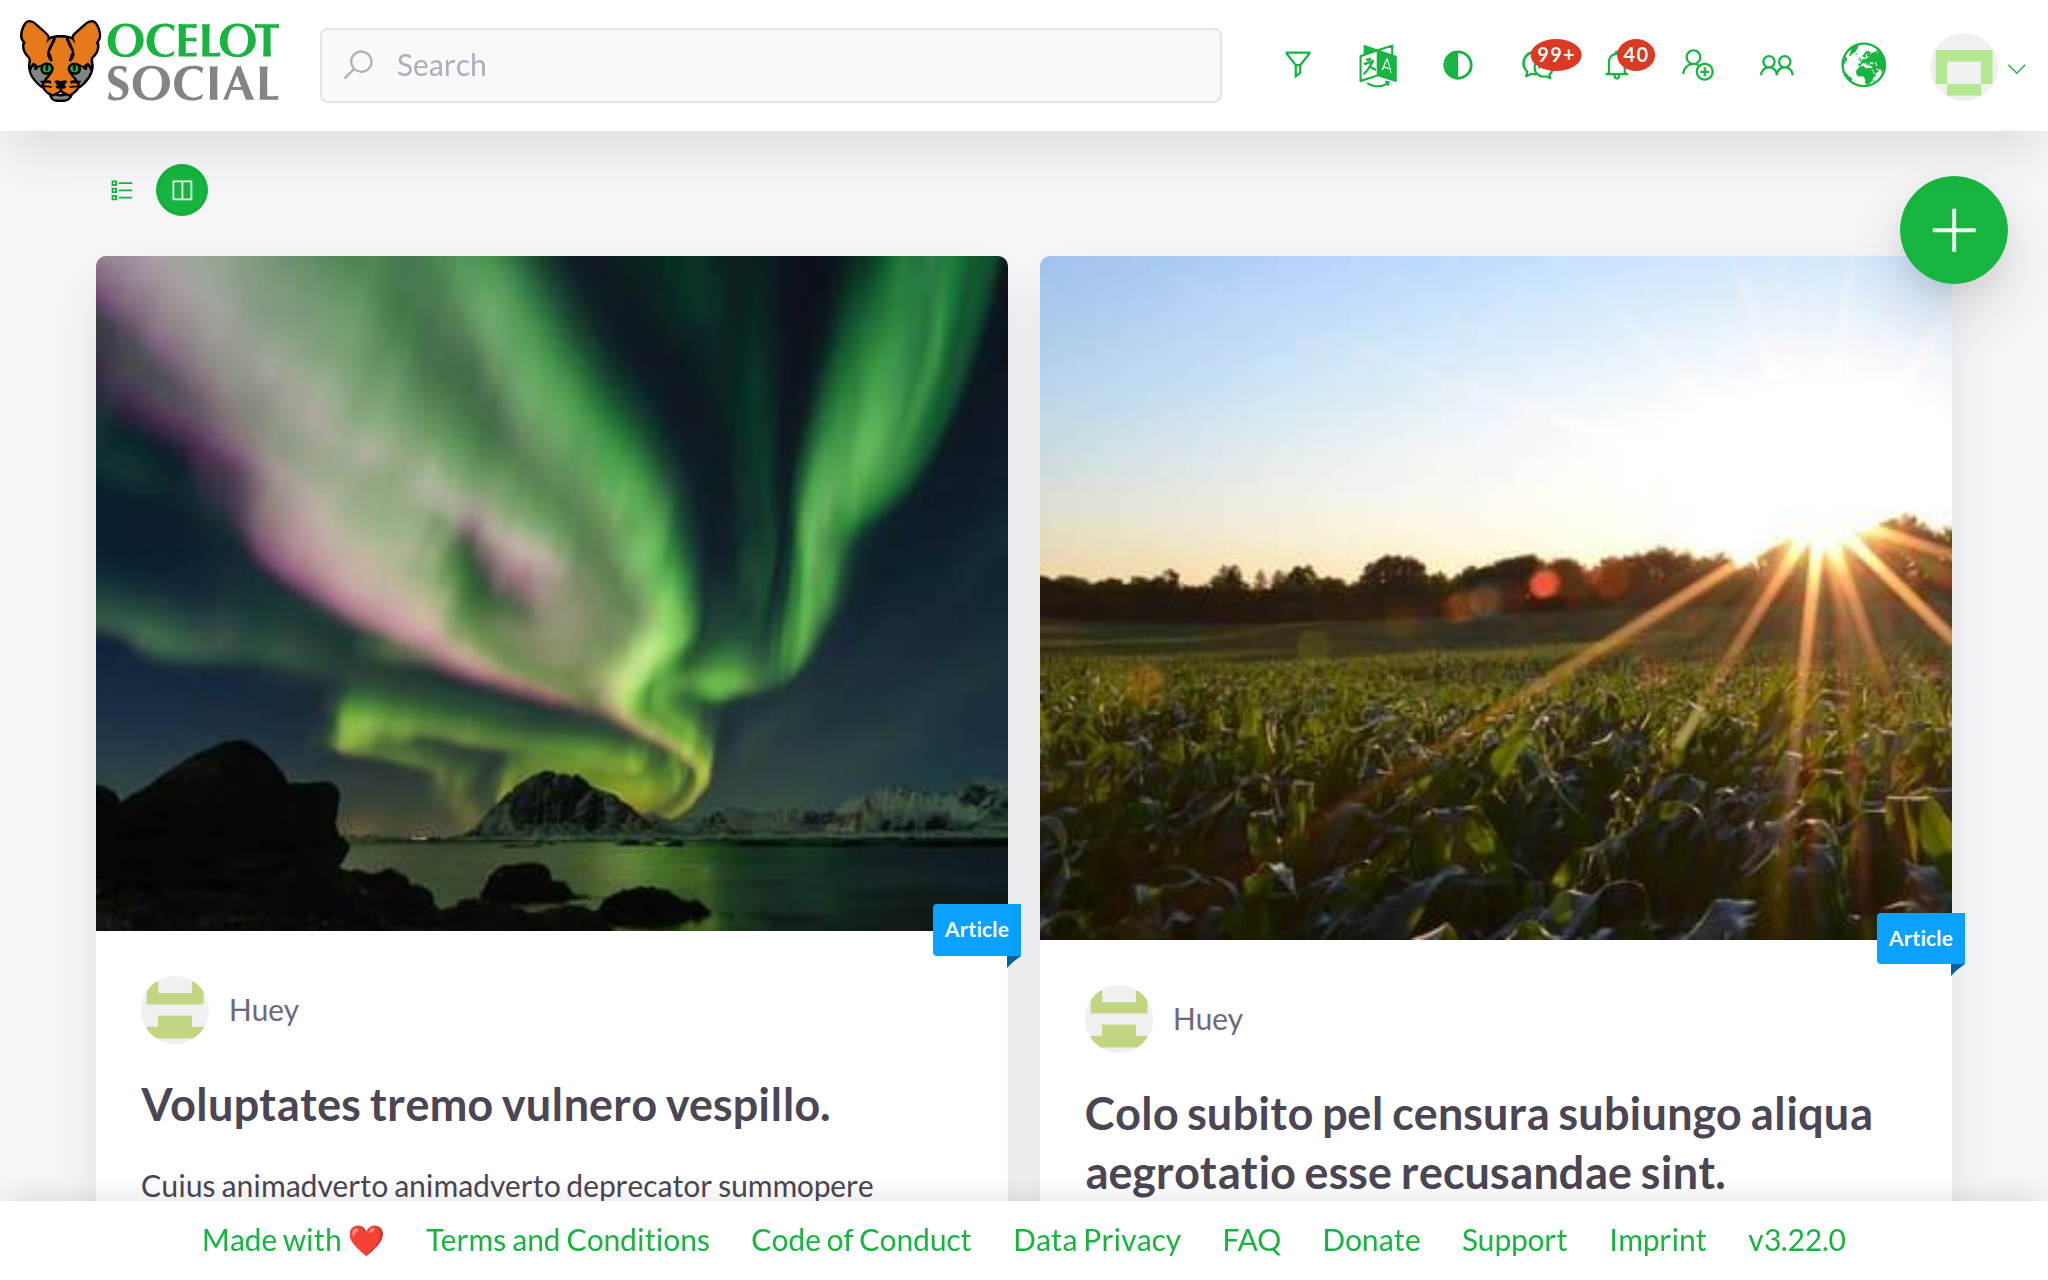 OCELOT
SOCIAL
Search
A
99+
40
Article
Huey
Voluptates tremo vulnero vespillo.
Cuius animadverto animadverto deprecator summopere
Article
Huey
Colo subito pel censura subiungo aliqua
aegrotatio esse recusandae sint.
Made with ❤️ Terms and Conditions Code of Conduct Data Privacy FAQ Donate Support Imprint v3.22.0